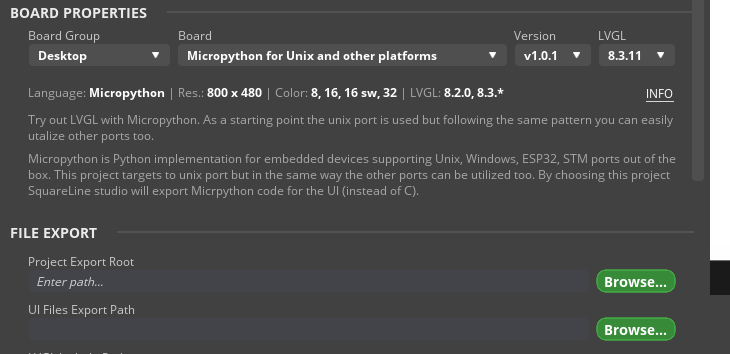 BOARD PROPERTIES
Board Group Board Version LVGL
Desktop Micropython for Unix and other platforms v1.0.1 8.3.11
Language: Micropython | Res.: 800 x 480 | Color: 8, 16, 16 sw, 32 | LVGL: 8.2.0, 8.3.* INFO
Try out LVGL with Micropython. As a starting point the unix port is used but following the same pattern you can easily
utalize other ports too.
Micropython is Python implementation for embedded devices supporting Unix, Windows, ESP32, STM ports out of the
box. This project targets to unix port but in the same way the other ports can be utilized too. By choosing this project
SquareLine studio will export Micrpython code for the UI (instead of C).
FILE EXPORT
Project Export Root
Enter path... Browse...
UI Files Export Path
Browse...